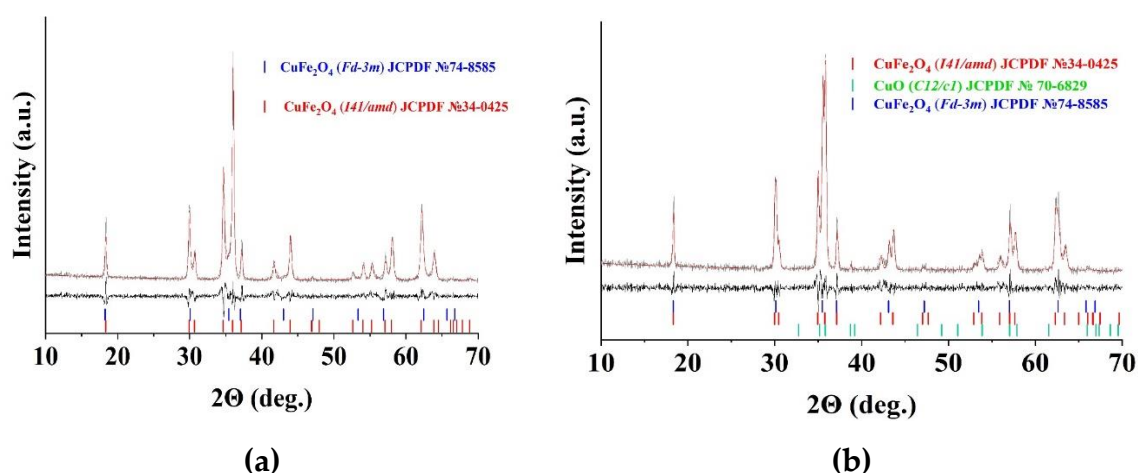 Intensity (a.u.)
CuFe₂O₄ (Fd-3m) JCPDF №74-8585
CuFe₂O₄ (I41/amd) JCPDF №34-0425
10 20 30 40 50 60 70
2Θ (deg.)
(a)
Intensity (a.u.)
CuFe₂O₄ (I41/amd) JCPDF №34-0425
CuO (C12/c1) JCPDF № 70-6829
CuFe₂O₄ (Fd-3m) JCPDF №74-8585
10 20 30 40 50 60 70
2Θ (deg.)
(b)